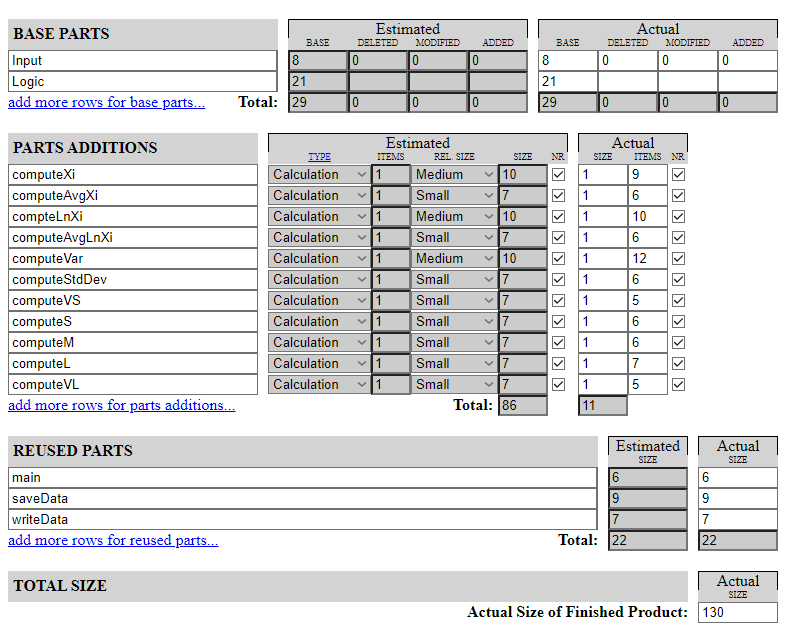 Estimated Actual
BASE PARTS BASE DELETED MODIFIED ADDED BASE DELETED MODIFIED ADDED
Input 8 0 0 0 8 0 0 0
Logic 21 21
add more rows for base parts... Total: 29 0 0 0 29 0 0 0
Estimated Actual
PARTS ADDITIONS TYPE ITEMS REL. SIZE SIZE NR SIZE ITEMS NR
computeXi Calculation 1 Medium 10 1 9
computeAvgXi Calculation 1 Small 7 1 6
compteLnXi Calculation 1 Medium 10 1 10
computeAvgLnXi Calculation 1 Small 7 1 6
computeVar Calculation 1 Medium 10 1 12
computeStdDev Calculation 1 Small 7 1 6
computeVS Calculation 1 Small 7 1 5
computeS Calculation 1 Small 7 1 6
computeM Calculation 1 Small 7 1 6
computeL Calculation 1 Small 7 1 7
computeVL Calculation 1 Small 7 1 5
add more rows for parts additions... Total: 86 11
Estimated Actual
REUSED PARTS SIZE SIZE
main 6 6
saveData 9 9
writeData 7 7
add more rows for reused parts... Total: 22 22
Actual
TOTAL SIZE SIZE
Actual Size of Finished Product: 130